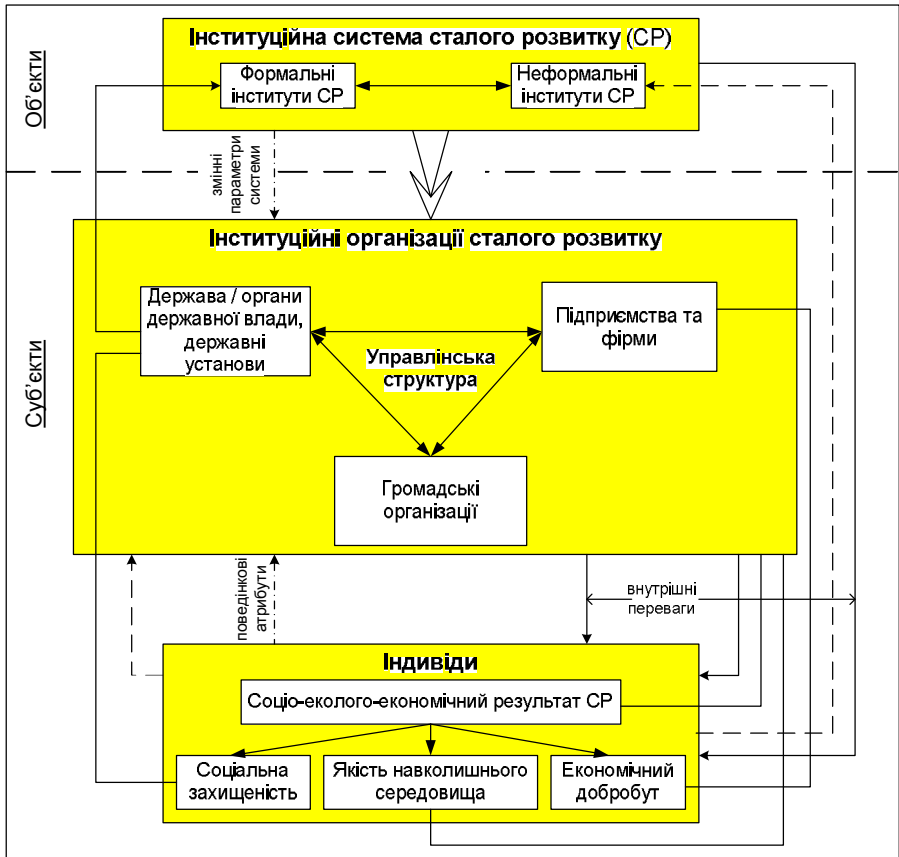 Об'єкти
Інституційна система сталого розвитку (СР)
Формальні
інститути СР
Неформальні
інститути СР
змінні
параметри
системи
Суб'єкти
Інституційні організації сталого розвитку
Держава / органи
державної влади,
державні
установи
Підприємства та
фірми
Управлінська
структура
Громадські
організації
поведінкові
атрибути
внутрішні
переваги
Індивіди
Соціо-еколого-економічний результат СР
Соціальна
захищеність
Якість навколишнього
середовища
Економічний
добробут